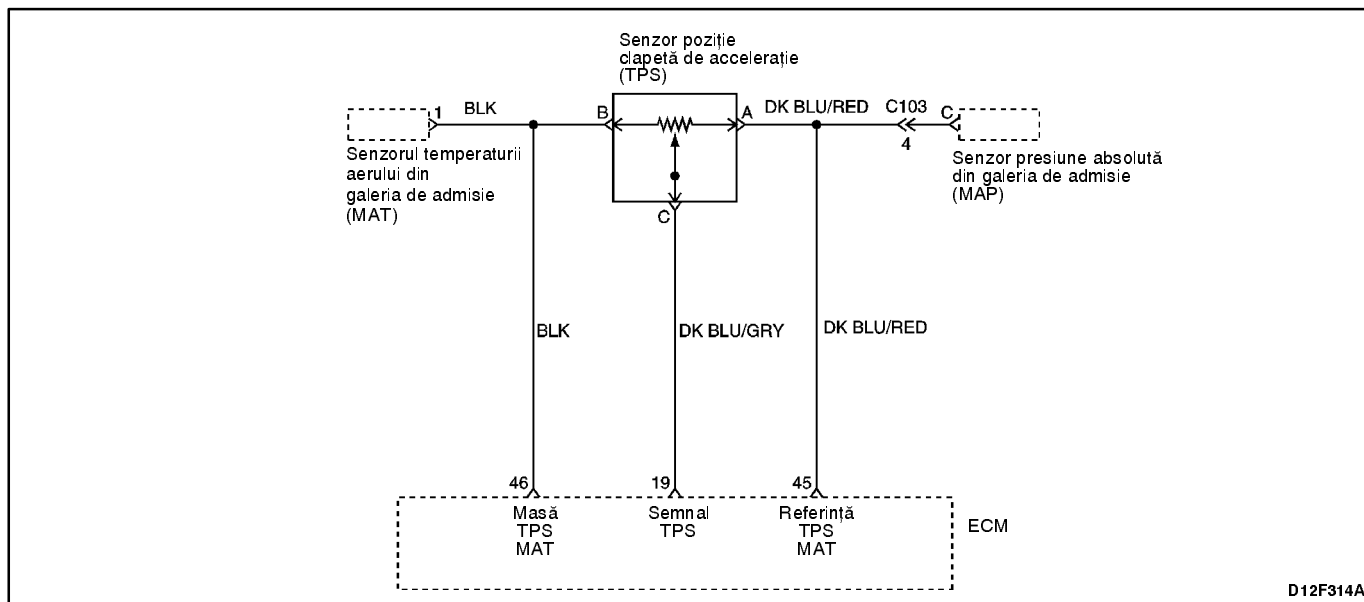 Senzor poziție
clapetă de accelerație
(TPS)
1
BLK
B
A
DK BLU/RED
C103
C
4
Senzorul temperaturii
aerului din
galeria de admisie
(MAT)
C
Senzor presiune absolută
din galeria de admisie
(MAP)
BLK
DK BLU/GRY
DK BLU/RED
46
19
45
Masă
TPS
MAT
Semnal
TPS
Referință
TPS
MAT
ECM
D12F314A